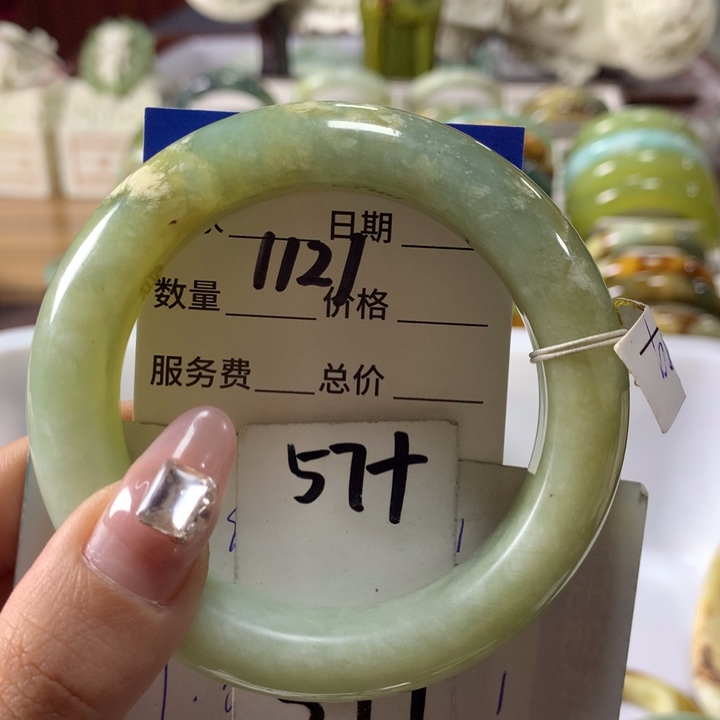 日期
1121
数量 价格
服务费 总价
57+